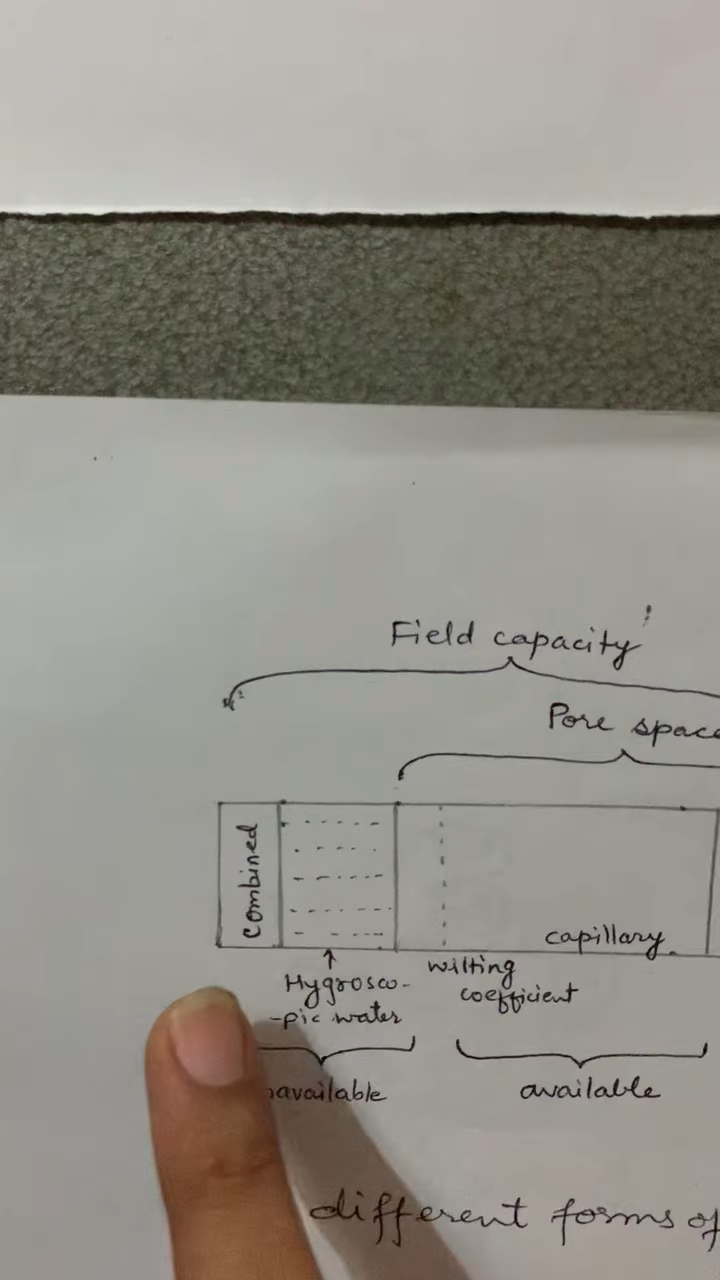 Field capacity
Pore space
combined
capillary
Hygrosco-
-pic water
wilting
coefficient
available
different forms of